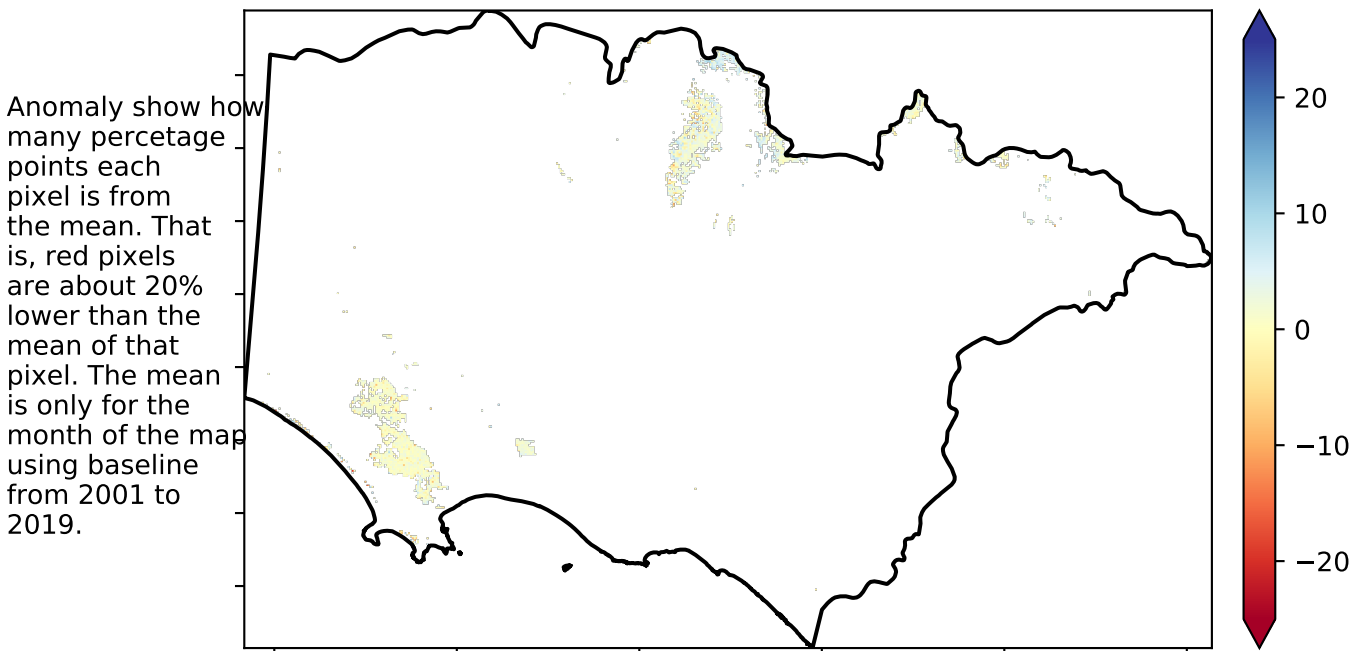 Anomaly show how
many percetage
points each
pixel is from
the mean. That
is, red pixels
are about 20%
lower than the
mean of that
pixel. The mean
is only for the
month of the map
using baseline
from 2001 to
2019.
20
10
0
−10
−20